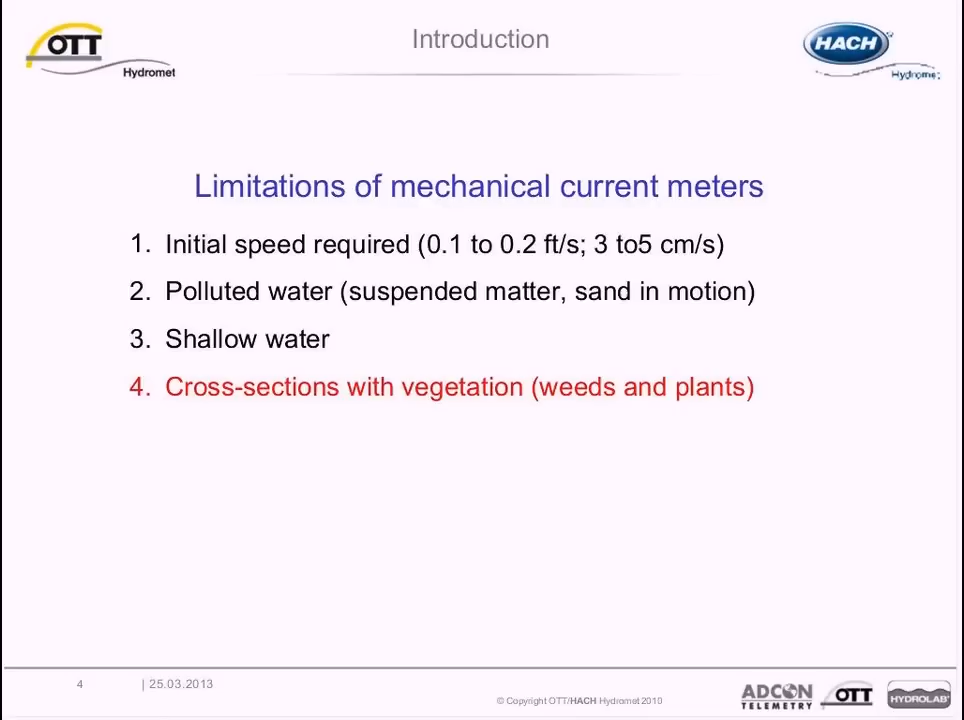 OTT
Hydromet
Introduction
HACH
Hydromet
Limitations of mechanical current meters
1. Initial speed required (0.1 to 0.2 ft/s; 3 to5 cm/s)
2. Polluted water (suspended matter, sand in motion)
3. Shallow water
4. Cross-sections with vegetation (weeds and plants)
4 | 25.03.2013
© Copyright OTT/HACH Hydromet 2010
ADCON
TELEMETRY
OTT
HYDROLAB